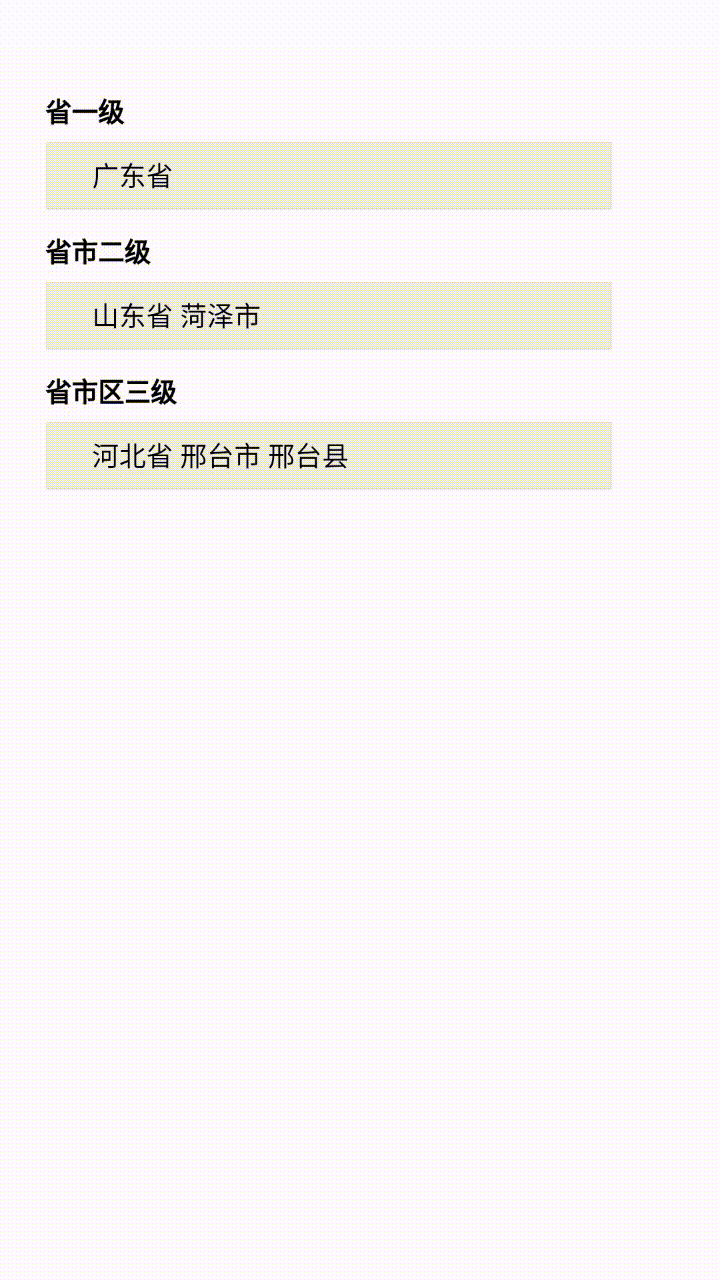 省一级
广东省
省市二级
山东省 菏泽市
省市区三级
河北省 邢台市 邢台县